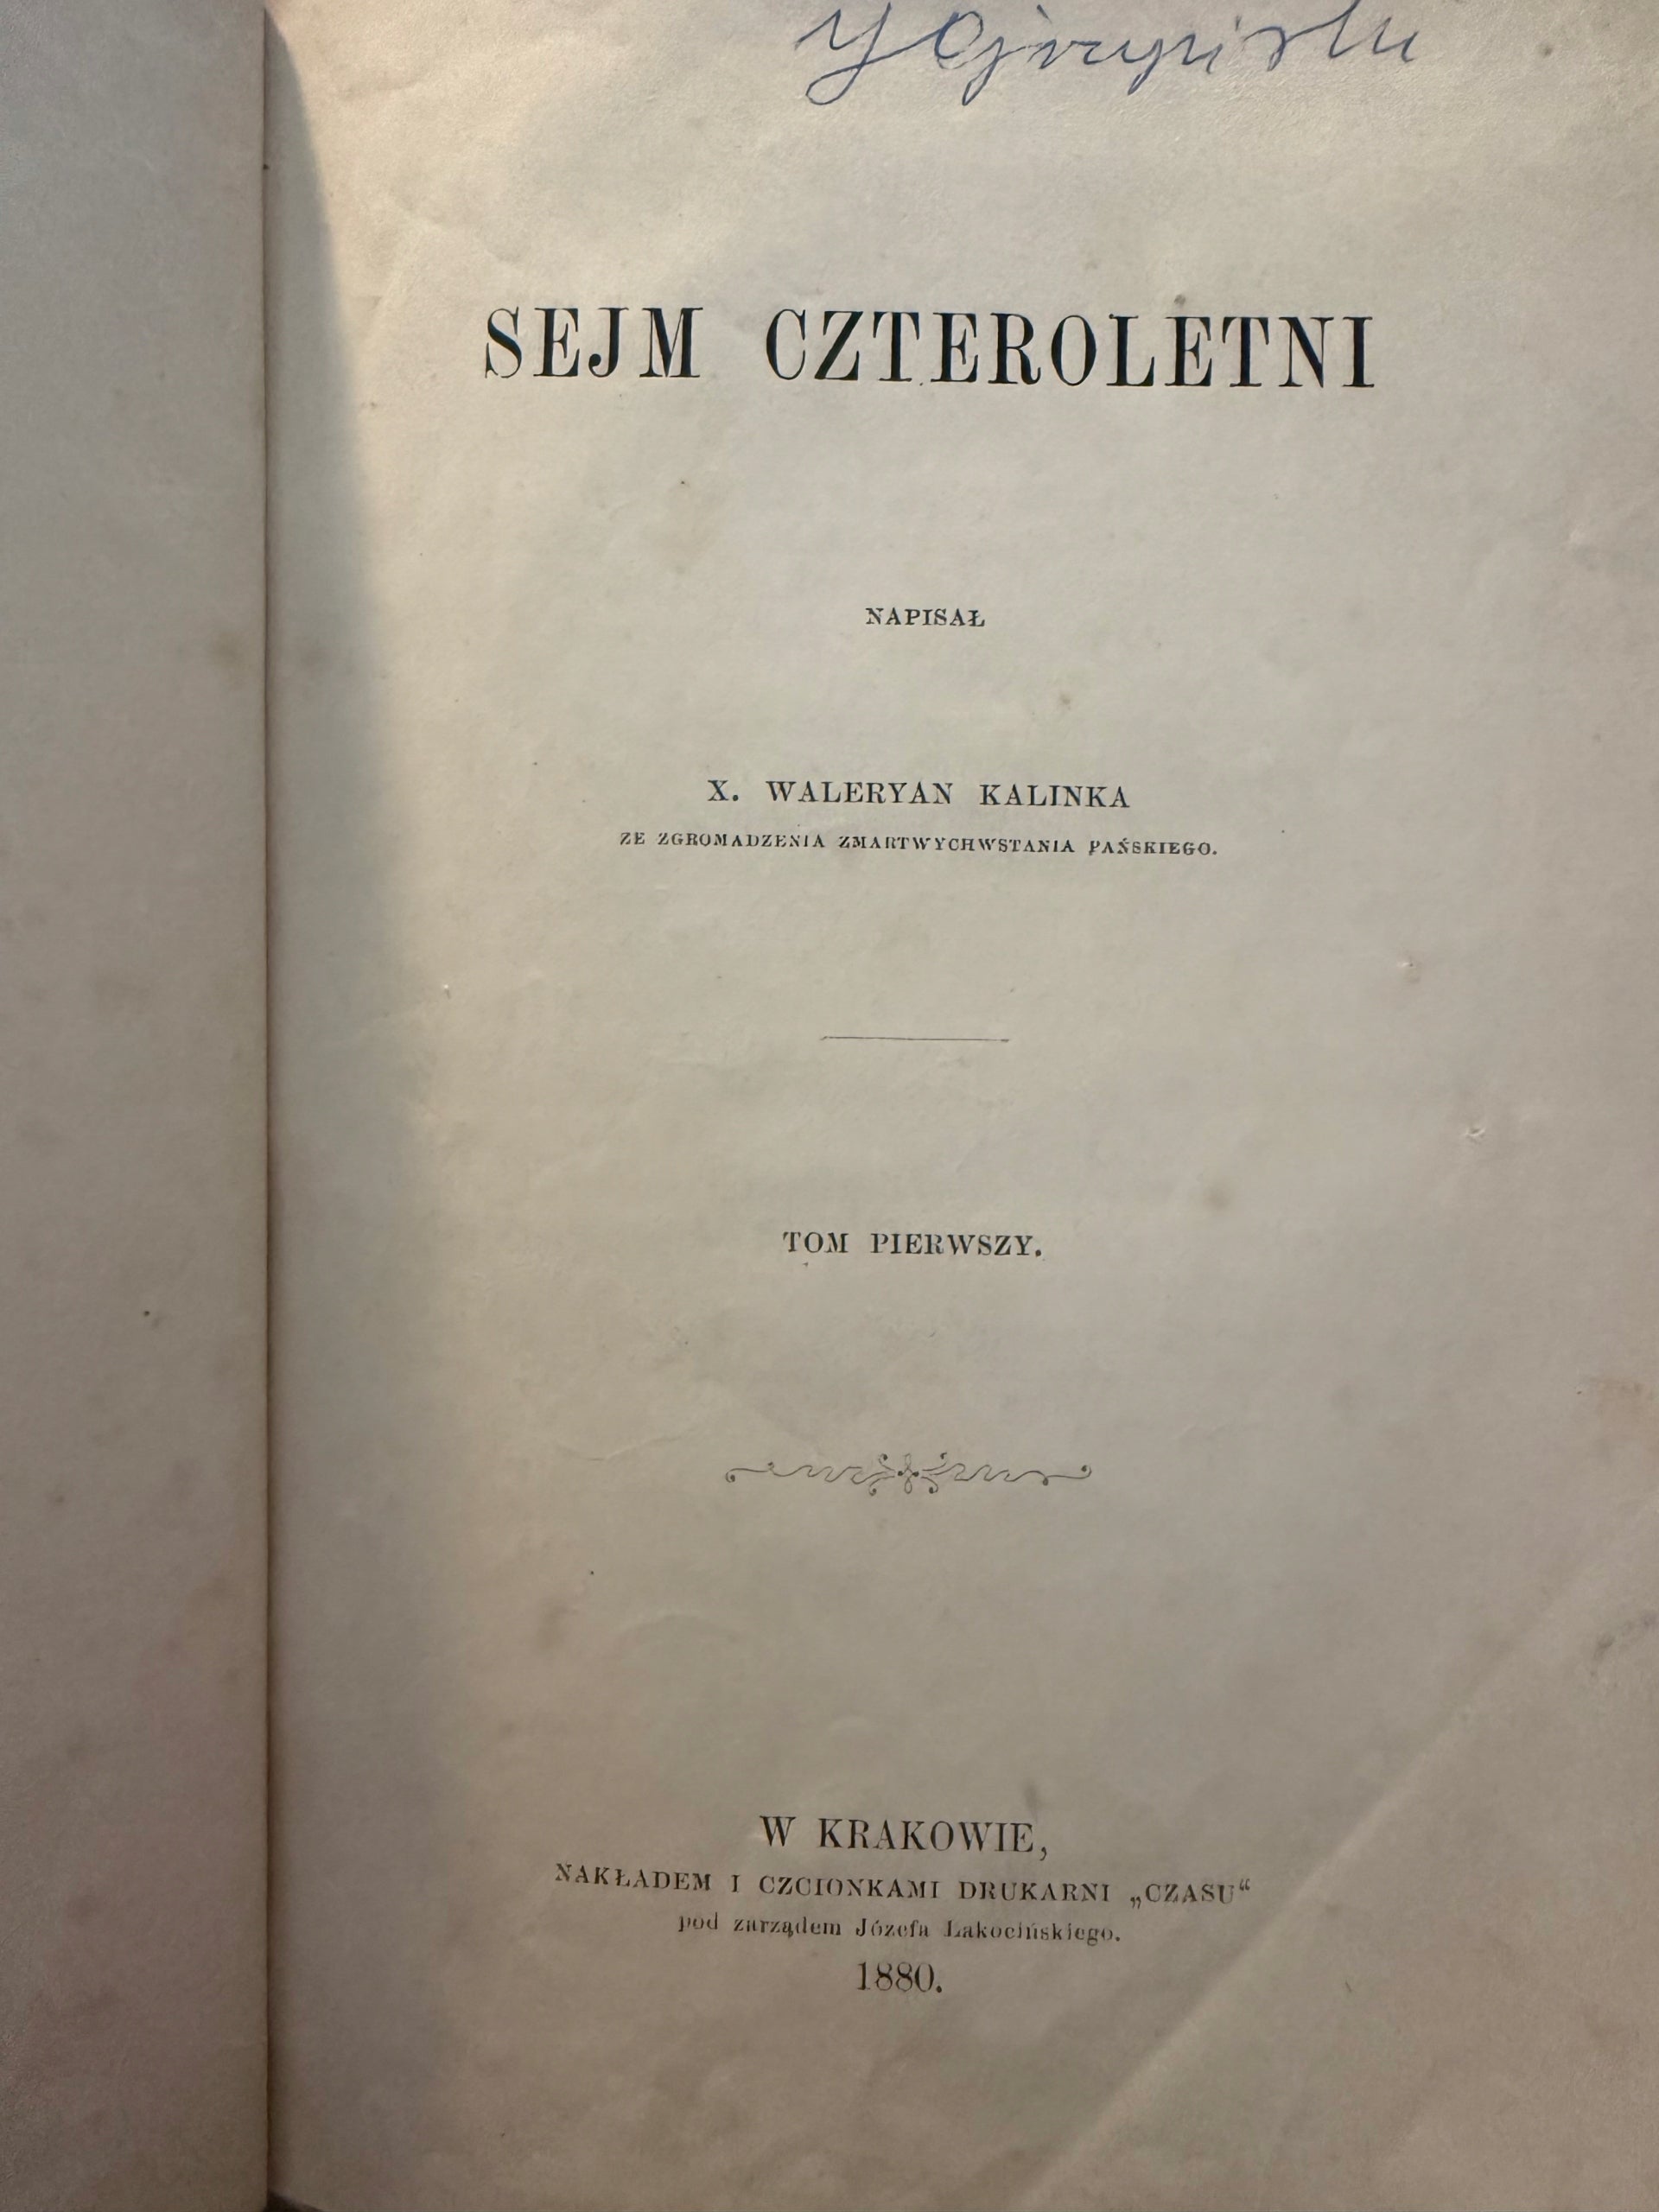 SEJM CZTEROLETNI
NAPISAŁ
X. WALERYAN KALINKA
ZE ZGROMADZENIA ZMARTWYCHWSTANIA PAŃSKIEGO.
TOM PIERWSZY.
W KRAKOWIE,
NAKŁADEM I CZCIONKAMI DRUKARNI „CZASU“
pod zarządem Józefa Łakocińskiego.
1880.